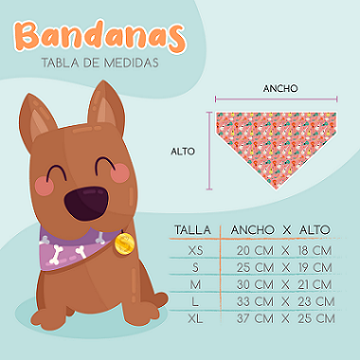 Bandanas
TABLA DE MEDIDAS
ANCHO
ALTO
TALLA ANCHO X ALTO
XS 20 CM X 18 CM
S 25 CM X 19 CM
M 30 CM X 21 CM
L 33 CM X 23 CM
XL 37 CM X 25 CM